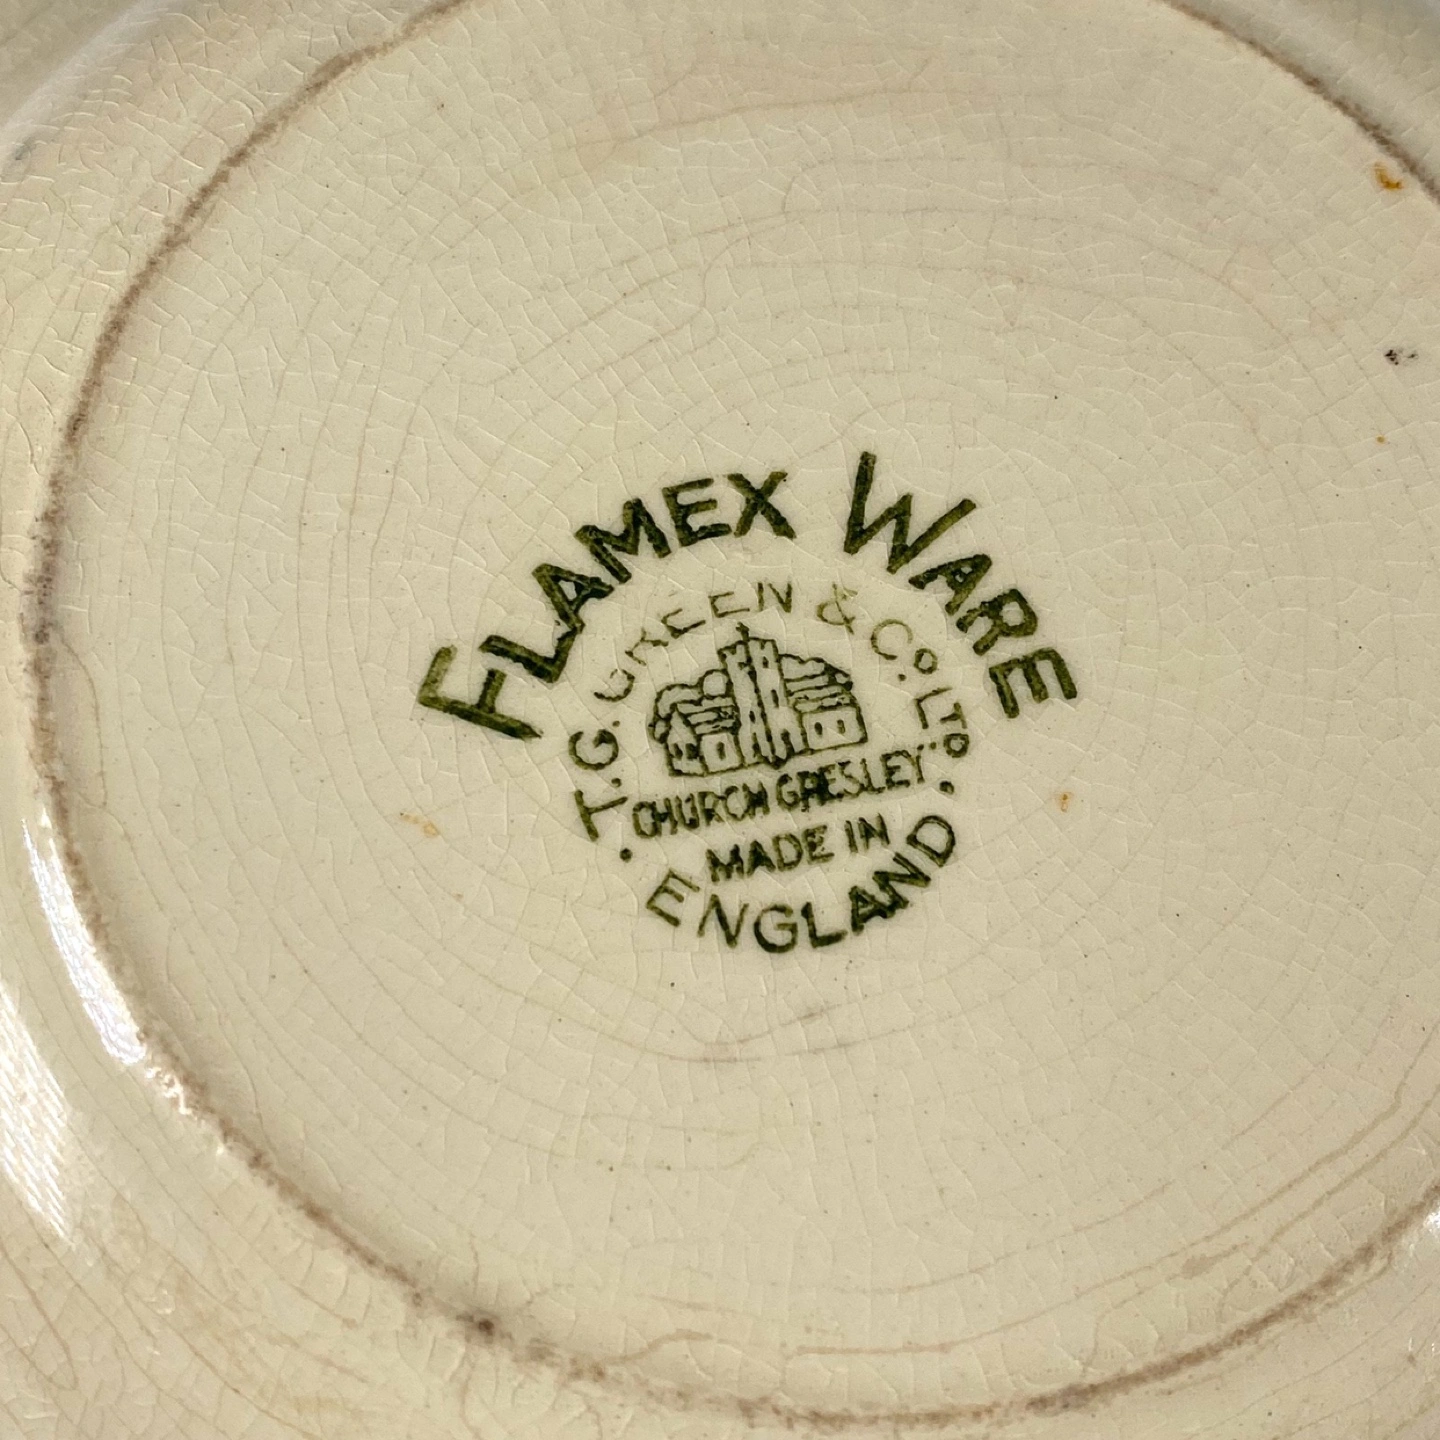 FLAMEX WARE
T.G. GREEN & Co. LTD
"CHURCH GRESLEY"
MADE IN
ENGLAND